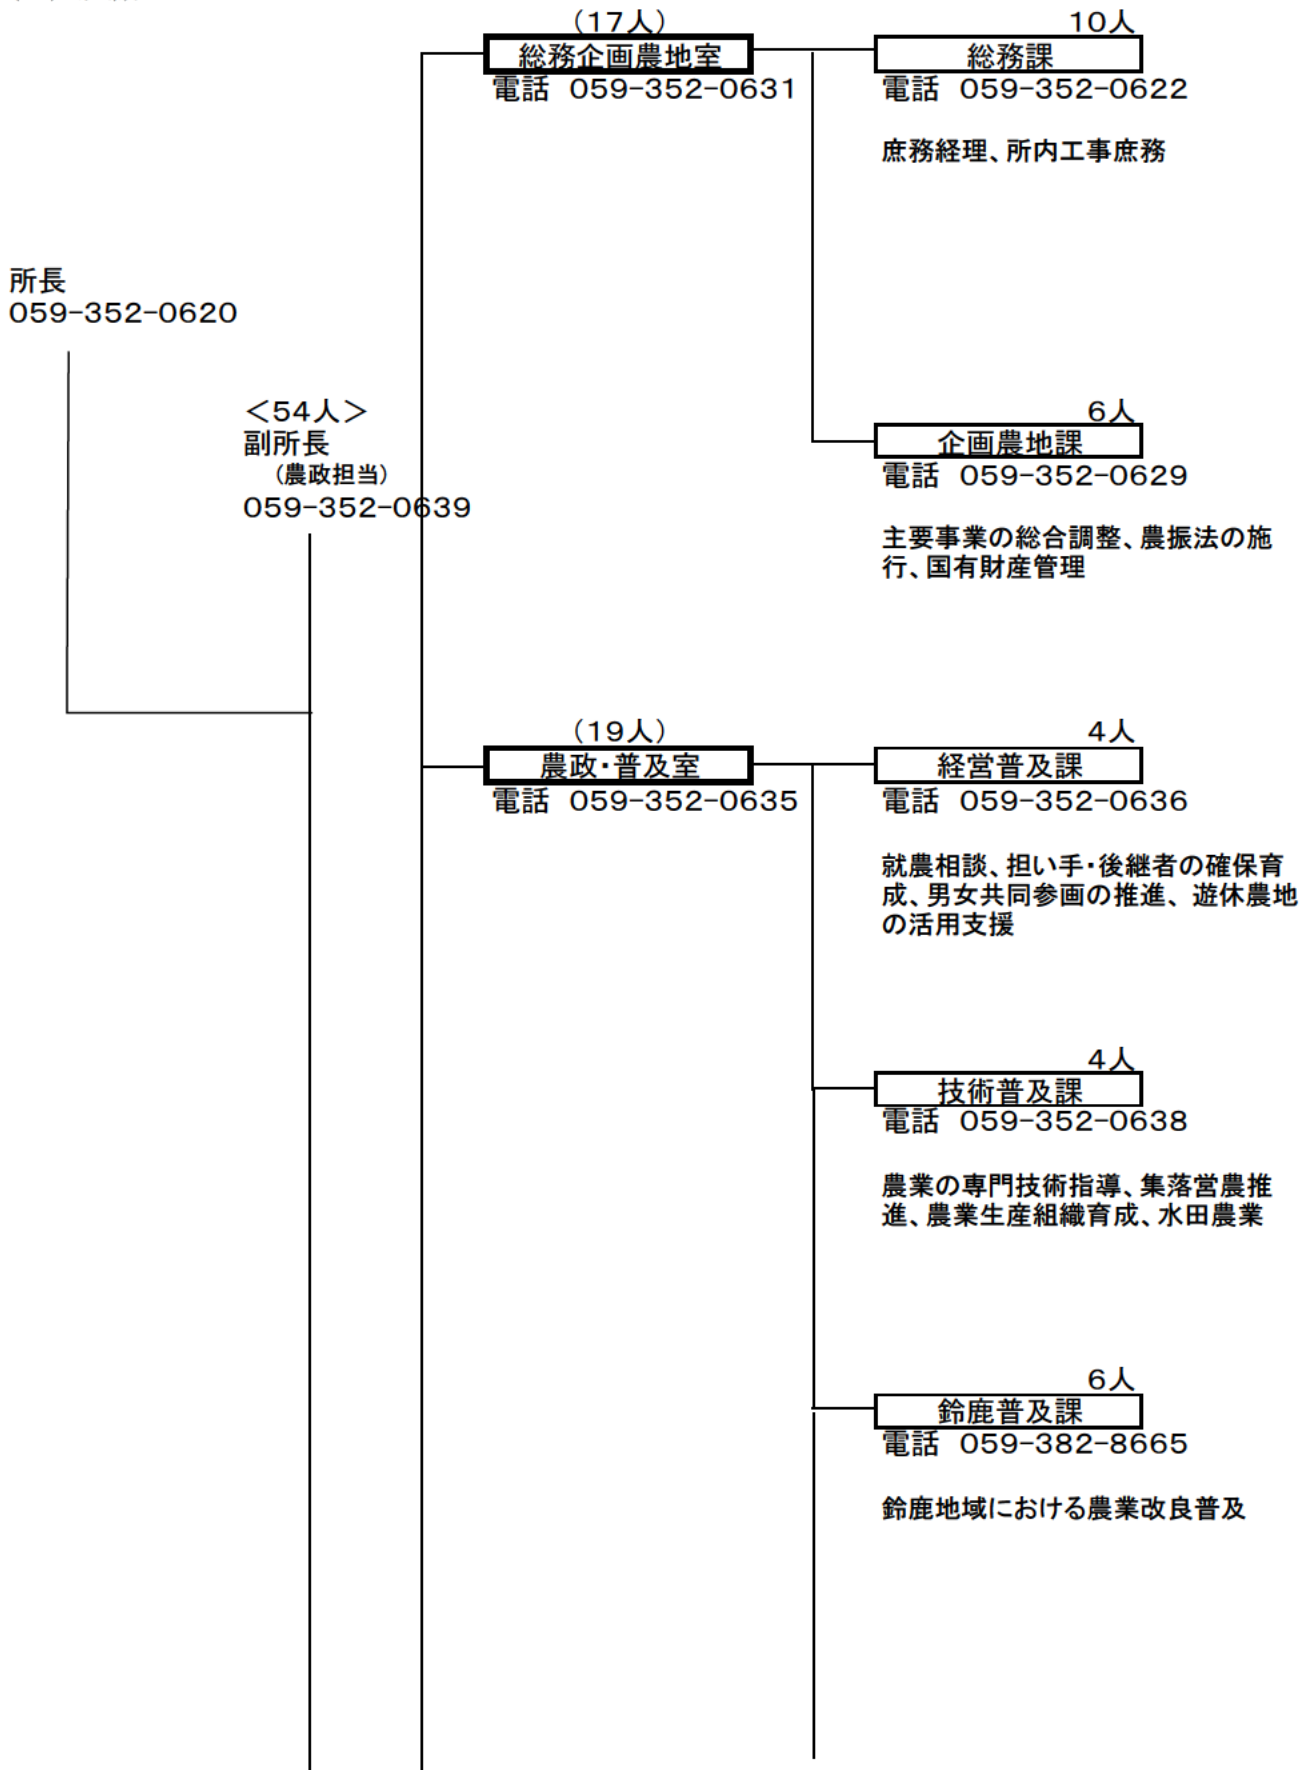 (17人)
総務企画農地室
電話 059-352-0631
10人
総務課
電話 059-352-0622
庶務経理、所内工事庶務
所長
059-352-0620
＜54人＞
副所長
(農政担当)
059-352-0639
6人
企画農地課
電話 059-352-0629
主要事業の総合調整、農振法の施
行、国有財産管理
(19人)
農政・普及室
電話 059-352-0635
4人
経営普及課
電話 059-352-0636
就農相談、担い手・後継者の確保育
成、男女共同参画の推進、遊休農地
の活用支援
4人
技術普及課
電話 059-352-0638
農業の専門技術指導、集落営農推
進、農業生産組織育成、水田農業
6人
鈴鹿普及課
電話 059-382-8665
鈴鹿地域における農業改良普及